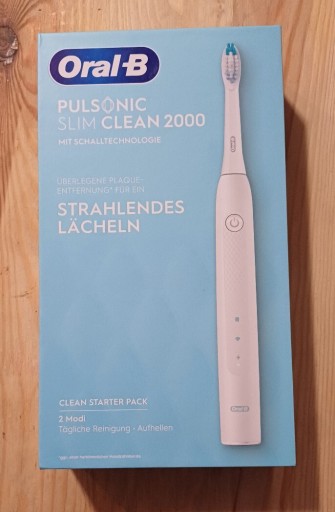 Oral-B
PULSONIC
SLIM CLEAN 2000
MIT SCHALLTECHNOLOGIE
ÜBERLEGENE PLAQUE-
ENTFERNUNG* FÜR EIN
STRAHLENDES
LÄCHELN
Oral-B
CLEAN STARTER PACK
2 Modi
Tägliche Reinigung • Aufhellen